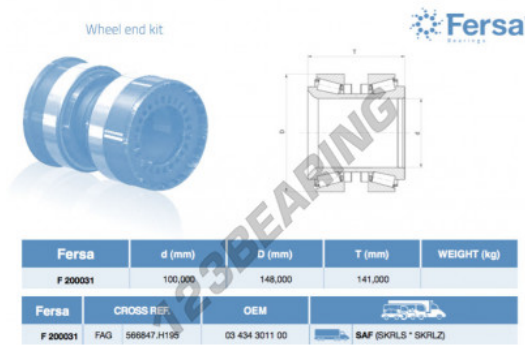 Wheel end kit
Fersa
Bearings
T
D
d
123BEARING
Fersa d (mm) D (mm) T (mm) WEIGHT (kg)
F 200031 100,000 148,000 141,000
Fersa CROSS REF. OEM
F 200031 FAG 566847.H195 03 434 3011 00 SAF (SKRLS * SKRLZ)